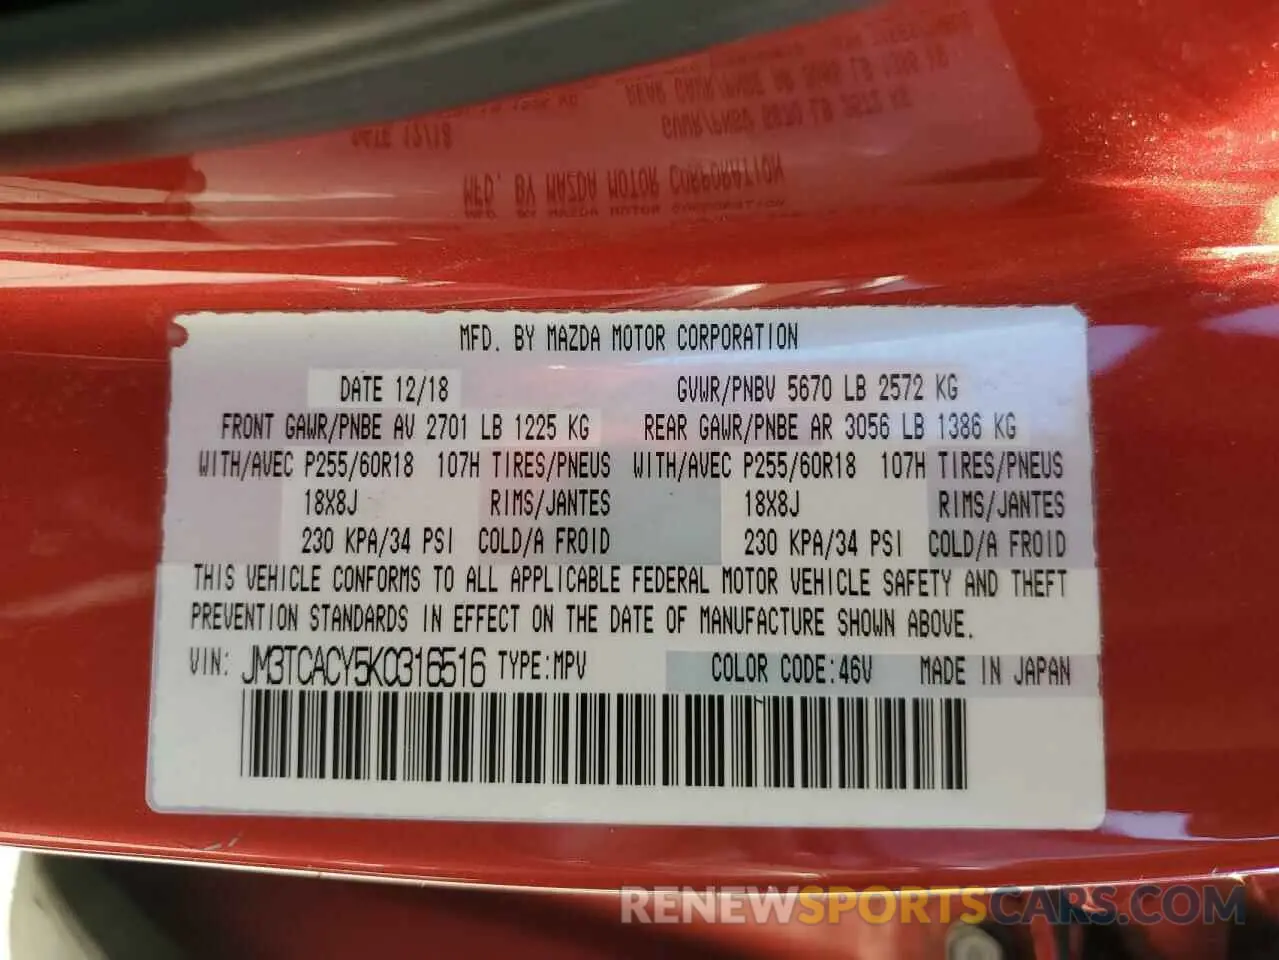 MFD. BY MAZDA MOTOR CORPORATION
DATE 12/18 GVWR/PNBV 5670 LB 2572 KG
FRONT GAWR/PNBE AV 2701 LB 1225 KG REAR GAWR/PNBE AR 3056 LB 1386 KG
WITH/AVEC P255/60R18 107H TIRES/PNEUS WITH/AVEC P255/60R18 107H TIRES/PNEUS
18X8J RIMS/JANTES 18X8J RIMS/JANTES
230 KPA/34 PSI COLD/A FROID 230 KPA/34 PSI COLD/A FROID
THIS VEHICLE CONFORMS TO ALL APPLICABLE FEDERAL MOTOR VEHICLE SAFETY AND THEFT
PREVENTION STANDARDS IN EFFECT ON THE DATE OF MANUFACTURE SHOWN ABOVE.
VIN: JM3TCACY5K0316516 TYPE:MPV COLOR CODE:46V MADE IN JAPAN
RENEWSPORTSCARS.COM